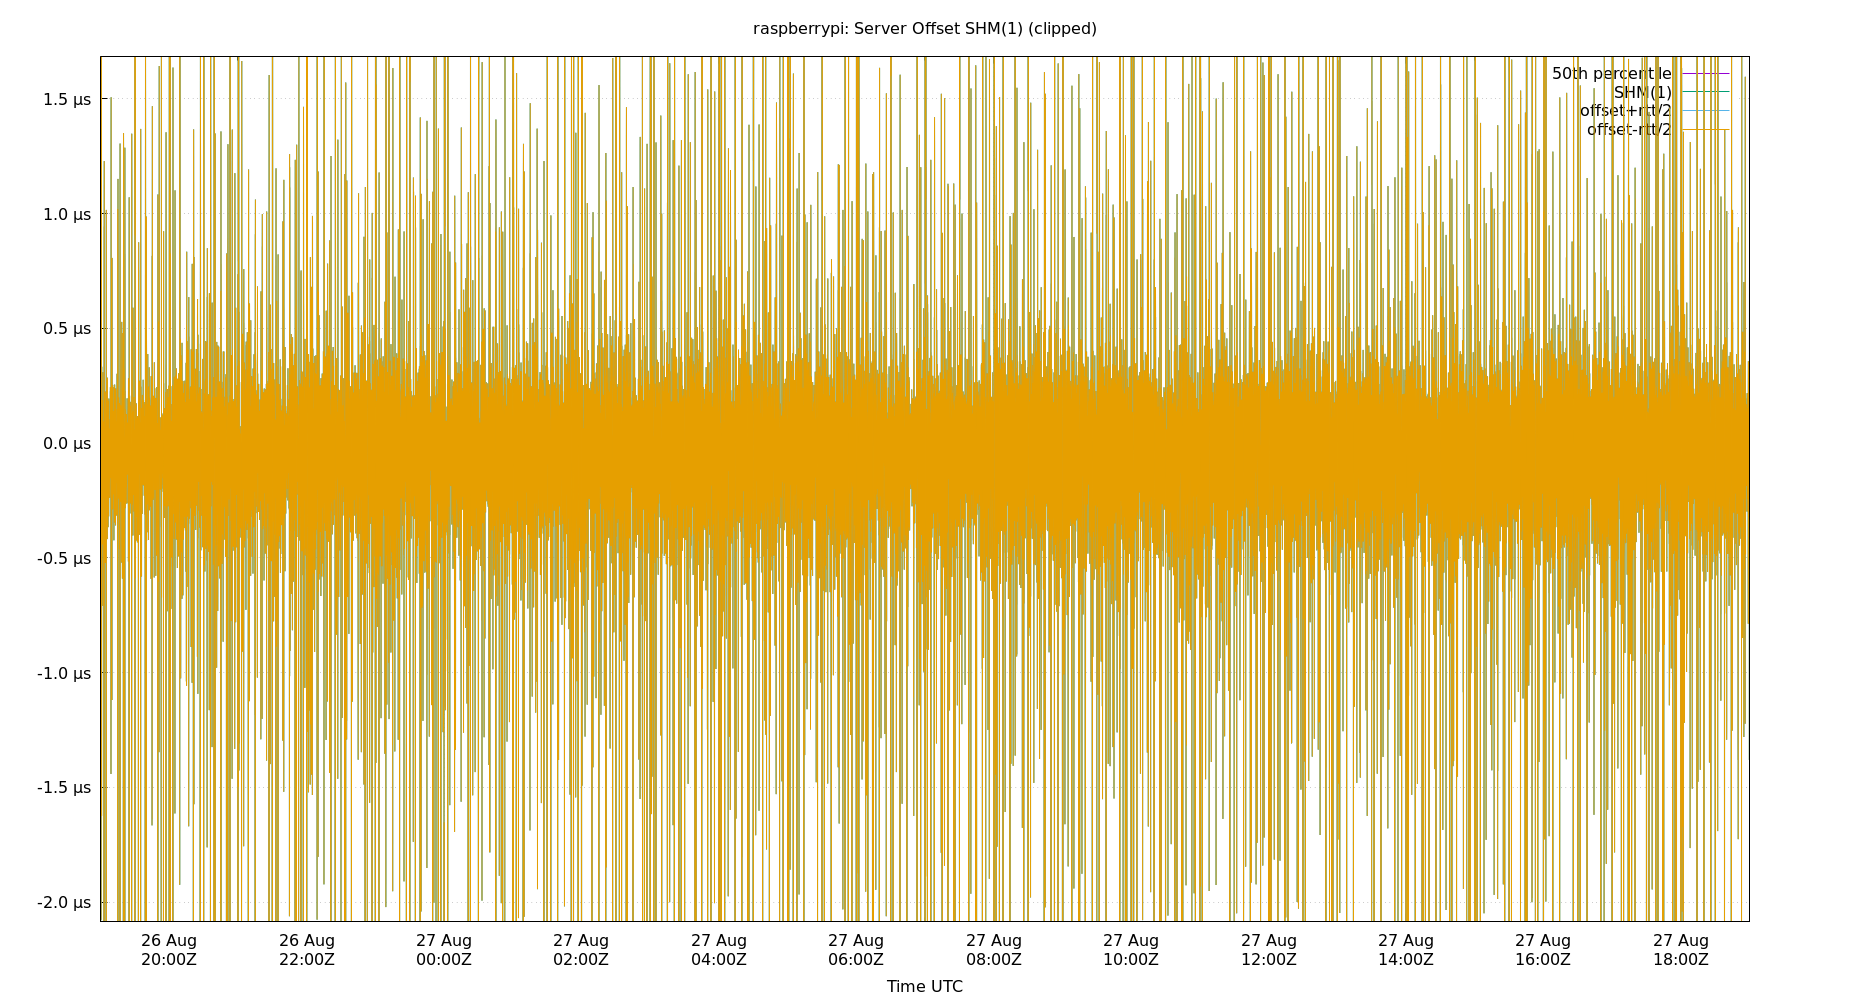 raspberrypi: Server Offset SHM(1) (clipped)
50th percentile
SHM(1)
offset+rtt/2
offset-rtt/2
1.5 µs
1.0 µs
0.5 µs
0.0 µs
-0.5 µs
-1.0 µs
-1.5 µs
-2.0 µs
26 Aug 26 Aug 27 Aug 27 Aug 27 Aug 27 Aug 27 Aug 27 Aug 27 Aug 27 Aug 27 Aug 27 Aug
20:00Z 22:00Z 00:00Z 02:00Z 04:00Z 06:00Z 08:00Z 10:00Z 12:00Z 14:00Z 16:00Z 18:00Z
Time UTC